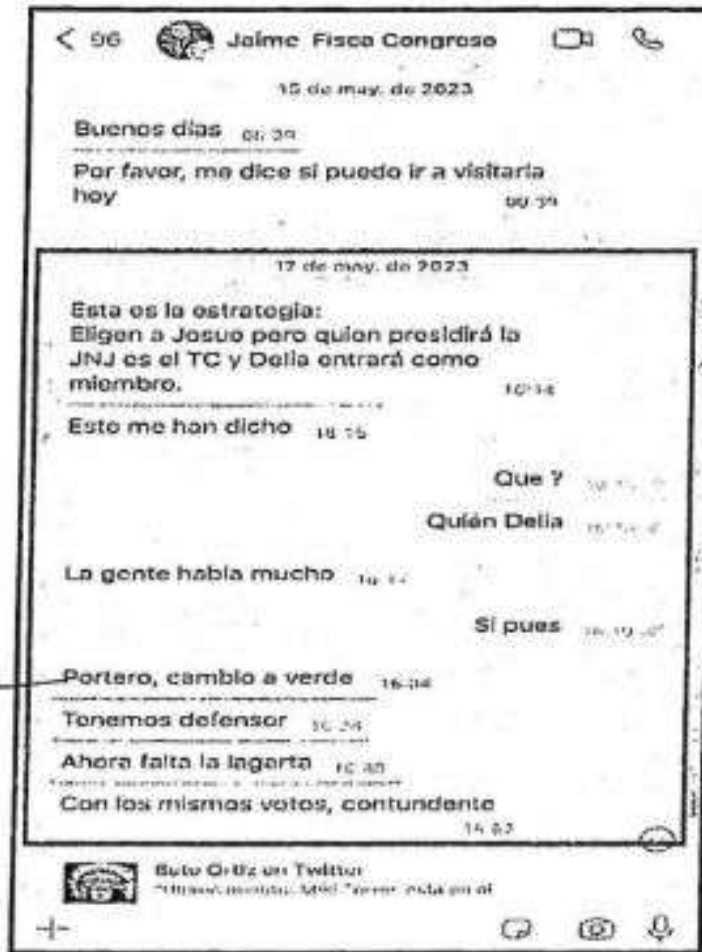 96 Jaime Fisca Congreso
15 de may. de 2023
Buenos días
Por favor, me dice si puedo ir a visitarla
hoy
17 de may. de 2023
Esta es la estrategia:
Eligen a Josue pero quien presidirá la
JNJ es el TC y Delia entrará como
miembro.
Esto me han dicho
Que ?
Quién Delia
La gente habla mucho
Si pues
Portero, cambio a verde
Tenemos defensor
Ahora falta la lagarta
Con los mismos votos, contundente
Beto Ortiz en Twitter